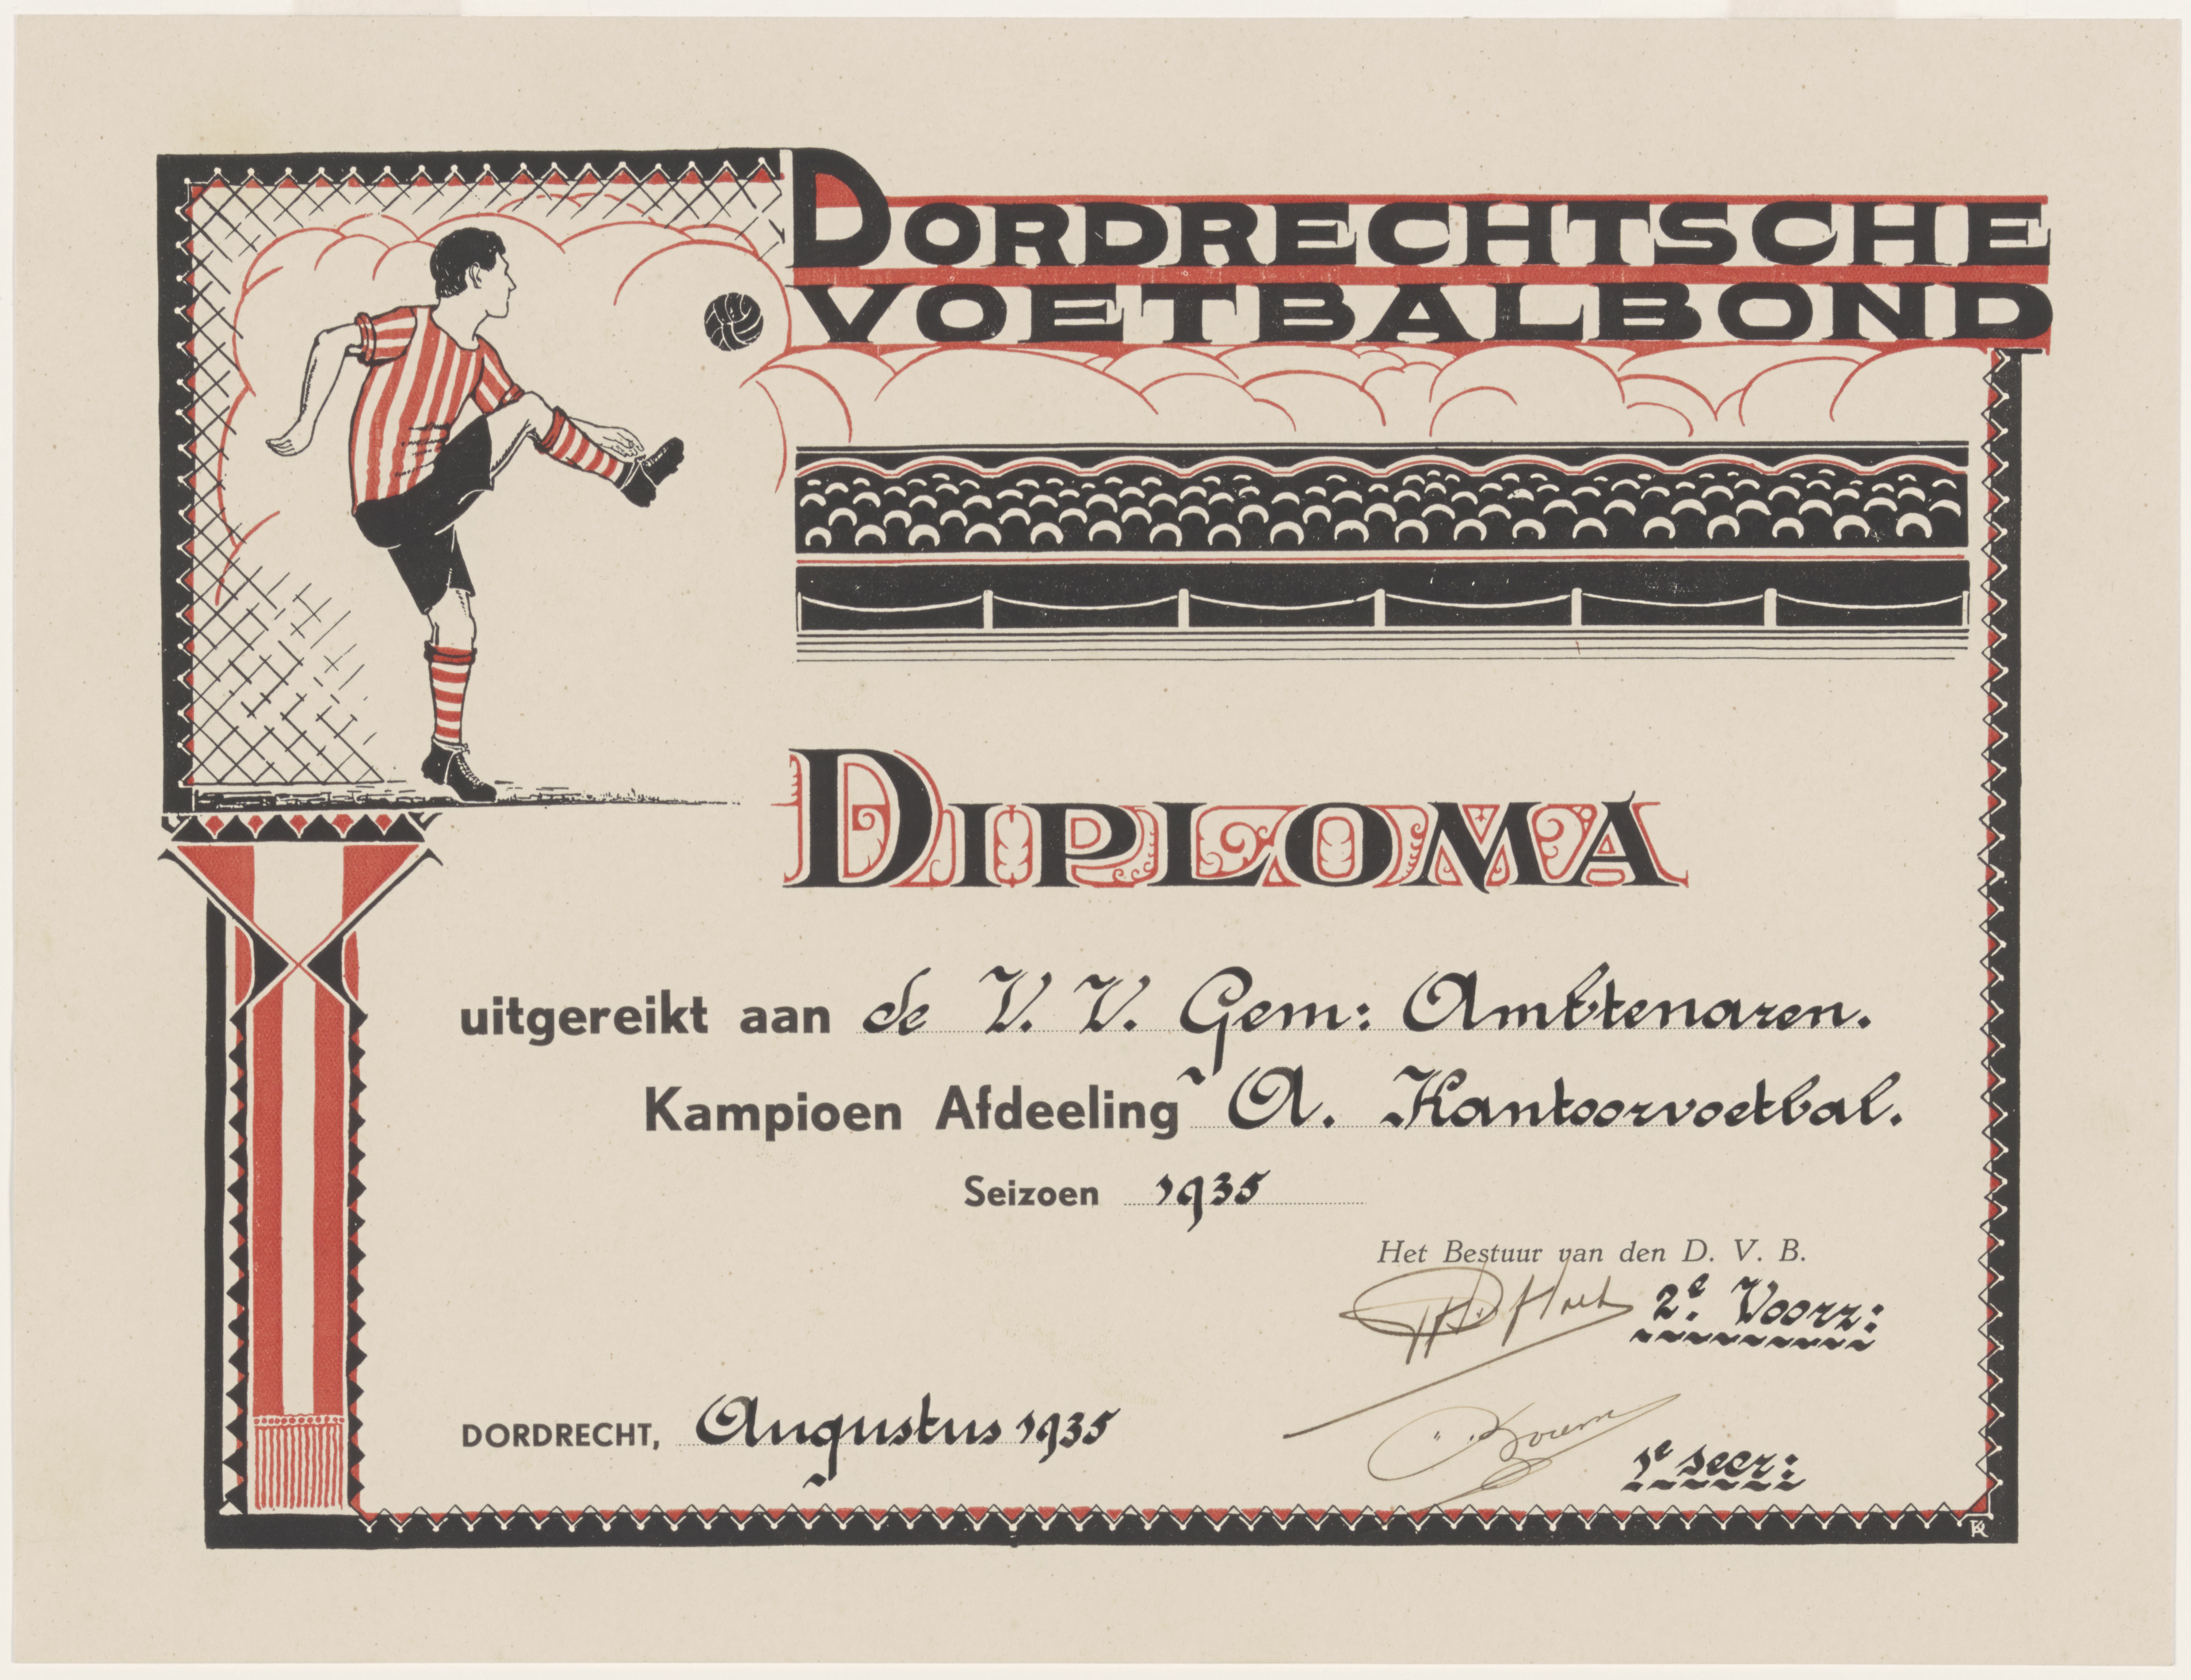 DORDRECHTSCHE
VOETBALBOND
DIPLOMA
uitgereikt aan de V. V. Gem: Ambtenaren.
Kampioen Afdeeling A. Kantoorvoetbal.
Seizoen 1935
Het Bestuur van den D. V. B.
2e Voorz:
DORDRECHT, Augustus 1935
1e secr: